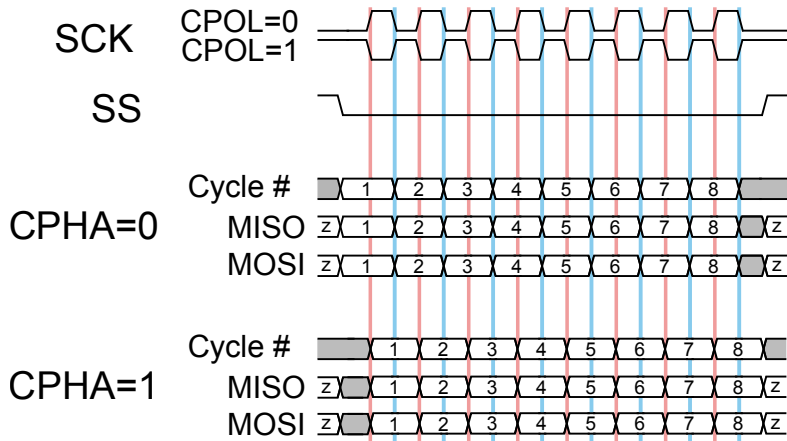 SCK CPOL=0
CPOL=1
SS
Cycle # 1 2 3 4 5 6 7 8
CPHA=0 MISO z 1 2 3 4 5 6 7 8 z
MOSI z 1 2 3 4 5 6 7 8 z
Cycle # 1 2 3 4 5 6 7 8
CPHA=1 MISO z 1 2 3 4 5 6 7 8 z
MOSI z 1 2 3 4 5 6 7 8 z